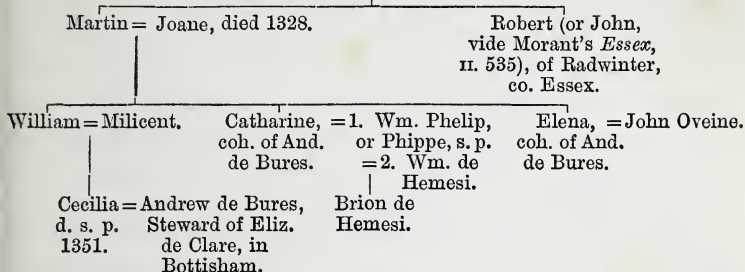 Martin = Joane, died 1328.
Robert (or John,
vide Morant's Essex,
II. 535), of Radwinter,
co. Essex.
William = Milicent.
Catharine, = 1. Wm. Phelip,
coh. of And. or Phippe, s. p.
de Bures. = 2. Wm. de
Hemesi.
Elena, = John Oveine.
coh. of And.
de Bures.
Cecilia = Andrew de Bures,
d. s. p. Steward of Eliz.
1351. de Clare, in
Bottisham.
Brion de
Hemesi.